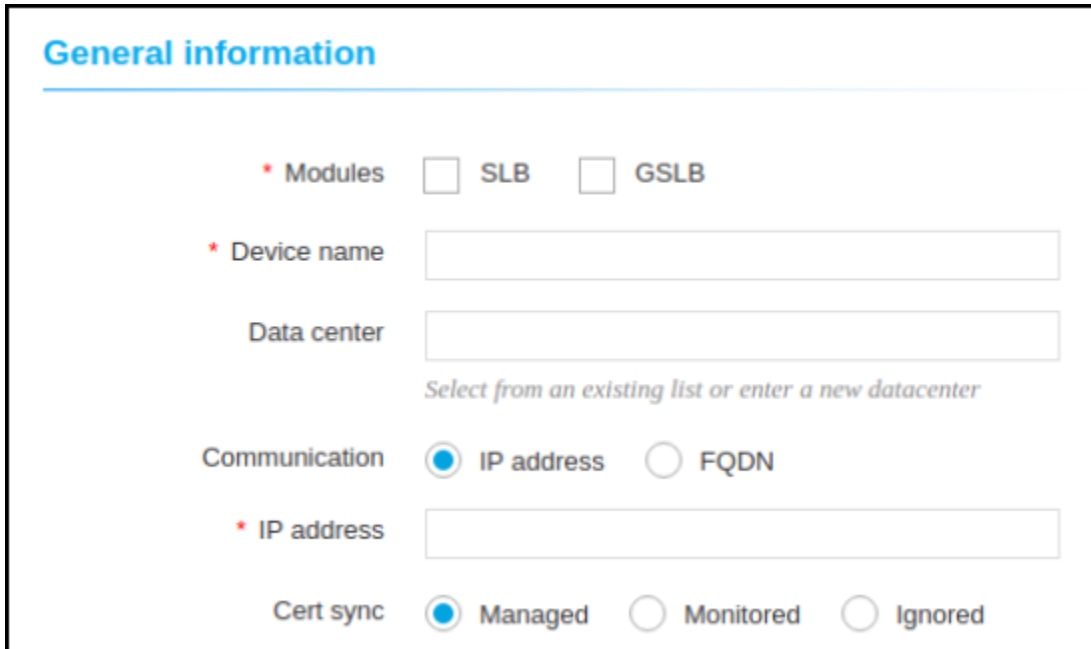 General information
* Modules SLB GSLB
* Device name
Data center
Select from an existing list or enter a new datacenter
Communication IP address FQDN
* IP address
Cert sync Managed Monitored Ignored